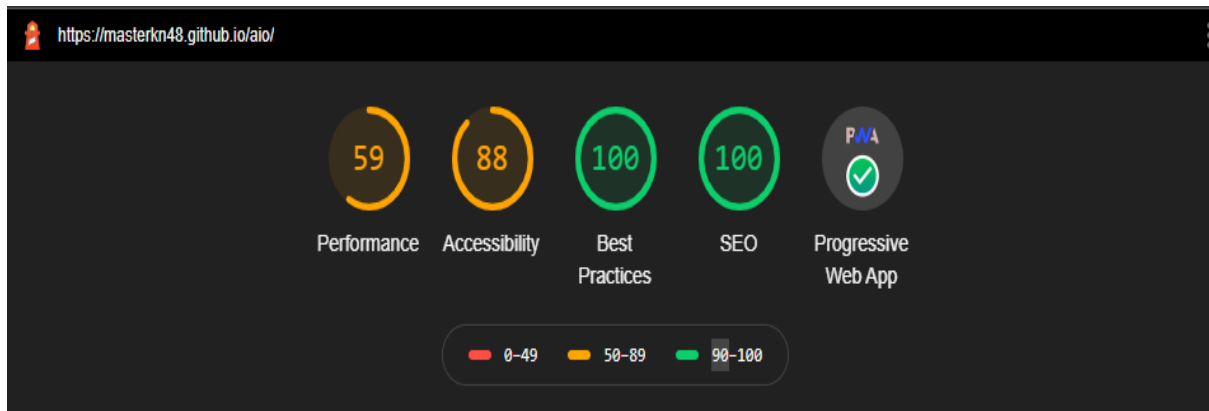 https://masterkn48.github.io/aio/
59
88
100
100
PWA
Performance
Accessibility
Best
Practices
SEO
Progressive
Web App
0-49
50-89
90-100